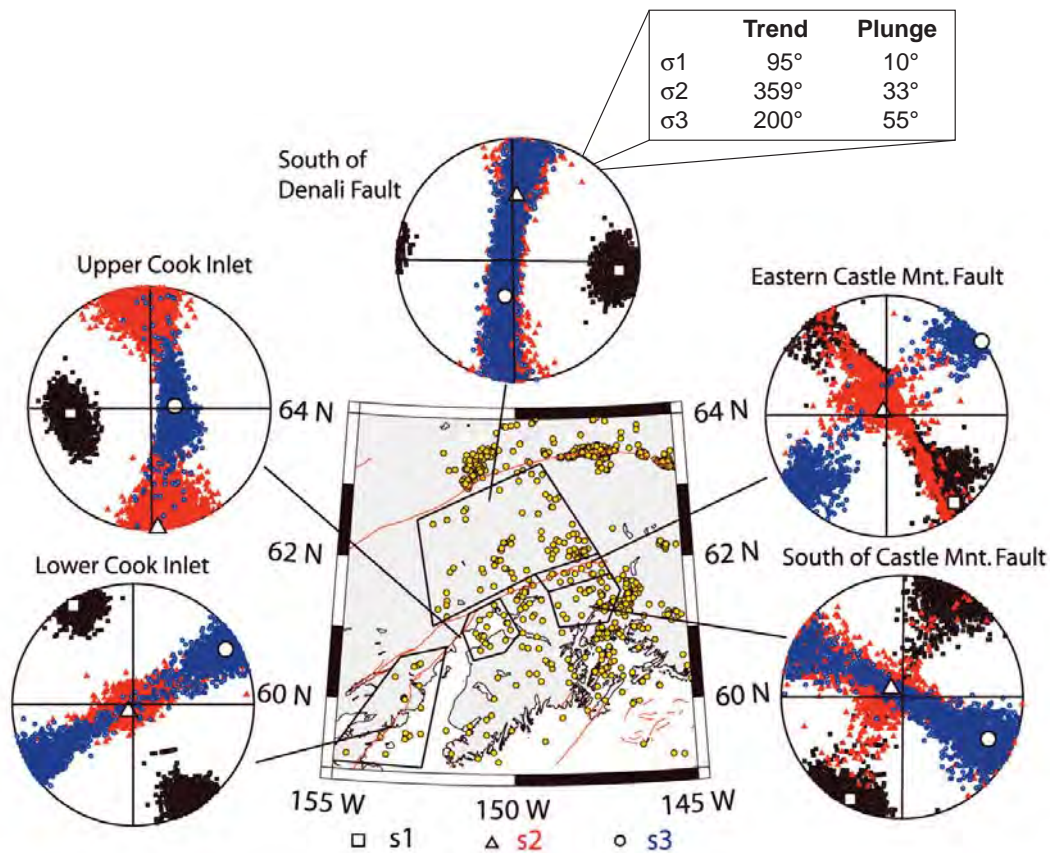 Trend Plunge
σ1 95° 10°
σ2 359° 33°
σ3 200° 55°
South of
Denali Fault
Upper Cook Inlet
Eastern Castle Mnt. Fault
64 N
64 N
62 N
62 N
Lower Cook Inlet
South of Castle Mnt. Fault
60 N
60 N
155 W
150 W
145 W
s1
s2
s3